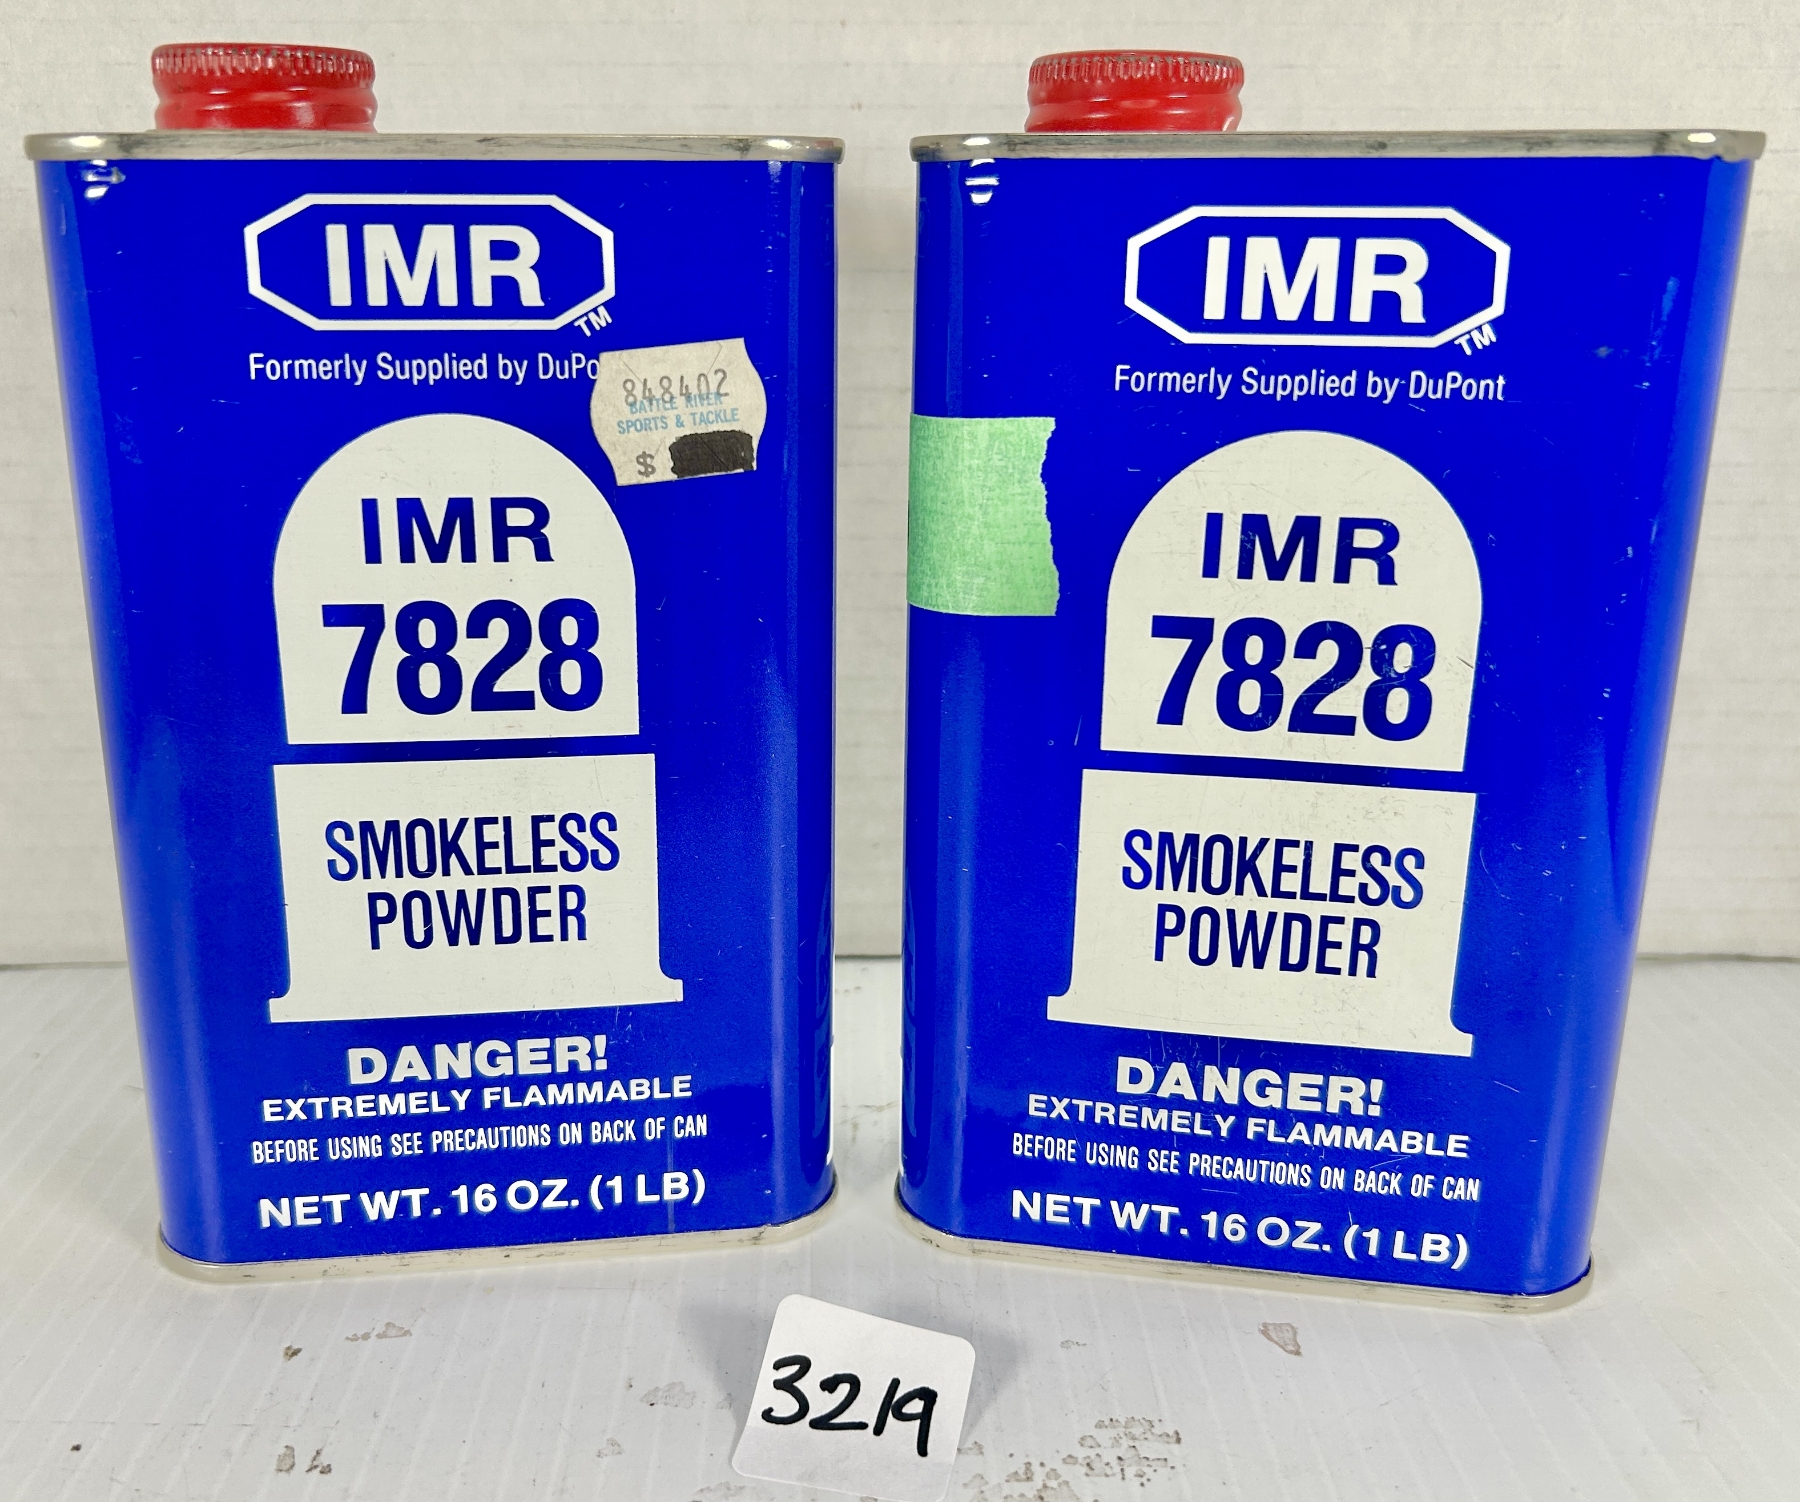 IMR
TM
Formerly Supplied by DuPo
848402
BATTLE RIVER
SPORTS & TACKLE
$
IMR
7828
SMOKELESS
POWDER
DANGER!
EXTREMELY FLAMMABLE
BEFORE USING SEE PRECAUTIONS ON BACK OF CAN
NET WT. 16 OZ. (1 LB)
IMR
TM
Formerly Supplied by DuPont
IMR
7828
SMOKELESS
POWDER
DANGER!
EXTREMELY FLAMMABLE
BEFORE USING SEE PRECAUTIONS ON BACK OF CAN
NET WT. 16 OZ. (1 LB)
3219